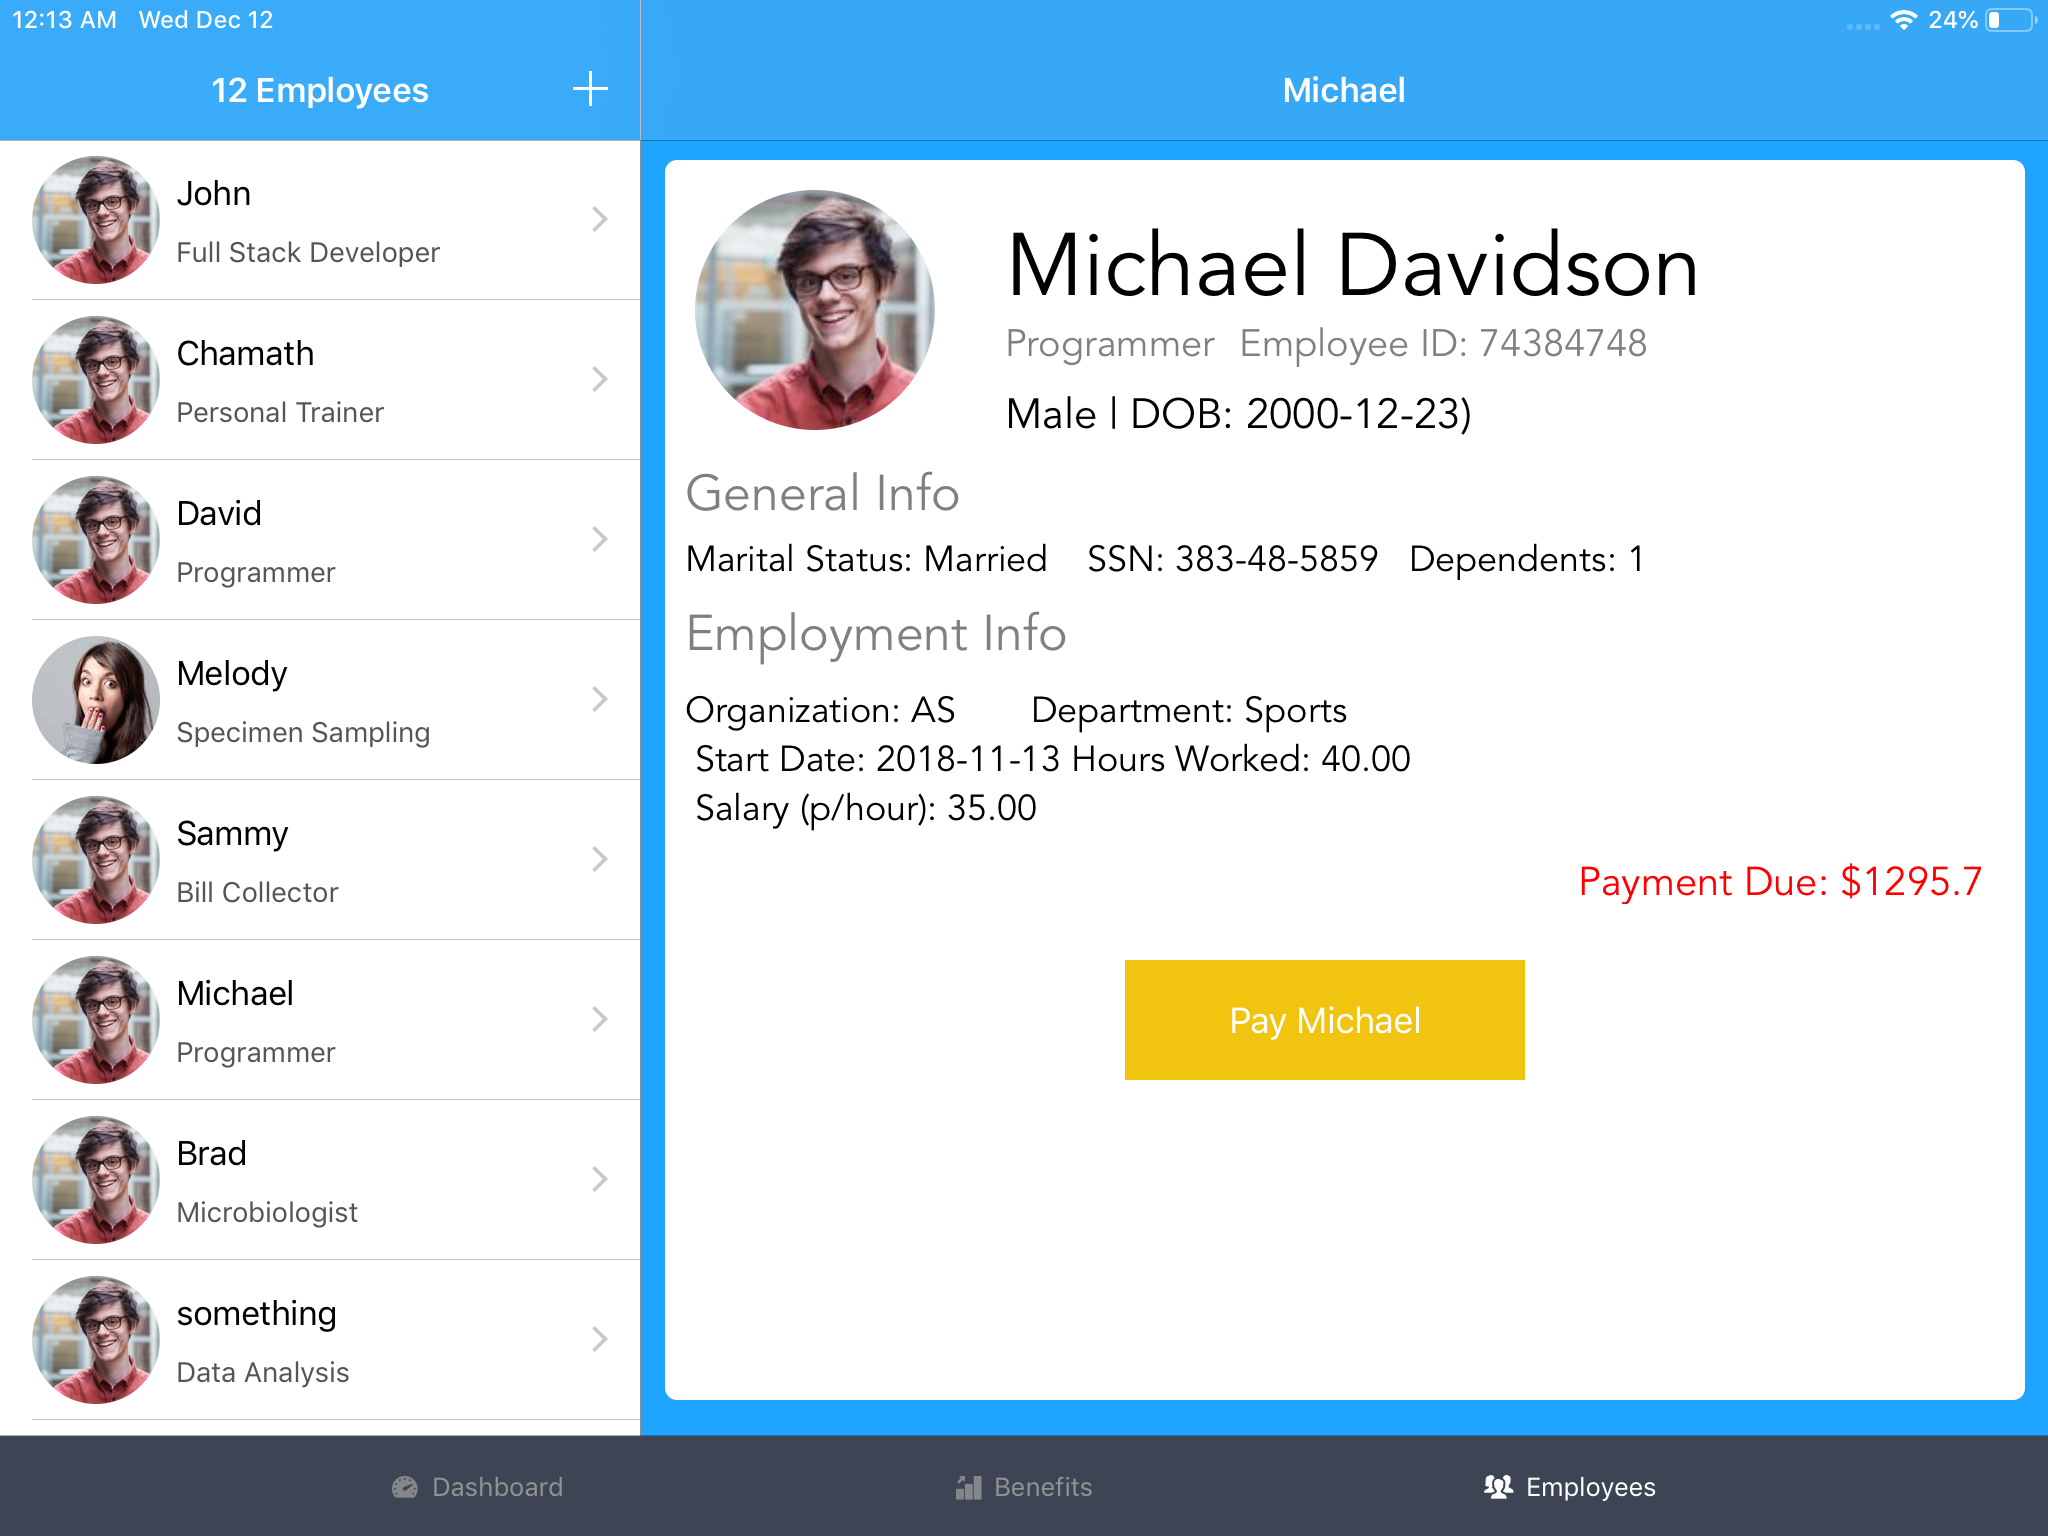 12:13 AM Wed Dec 12
24%
12 Employees
Michael
John
Full Stack Developer
Chamath
Personal Trainer
David
Programmer
Melody
Specimen Sampling
Sammy
Bill Collector
Michael
Programmer
Brad
Microbiologist
something
Data Analysis
Michael Davidson
Programmer Employee ID: 74384748
Male | DOB: 2000-12-23)
General Info
Marital Status: Married SSN: 383-48-5859 Dependents: 1
Employment Info
Organization: AS Department: Sports
Start Date: 2018-11-13 Hours Worked: 40.00
Salary (p/hour): 35.00
Payment Due: $1295.7
Pay Michael
Dashboard
Benefits
Employees